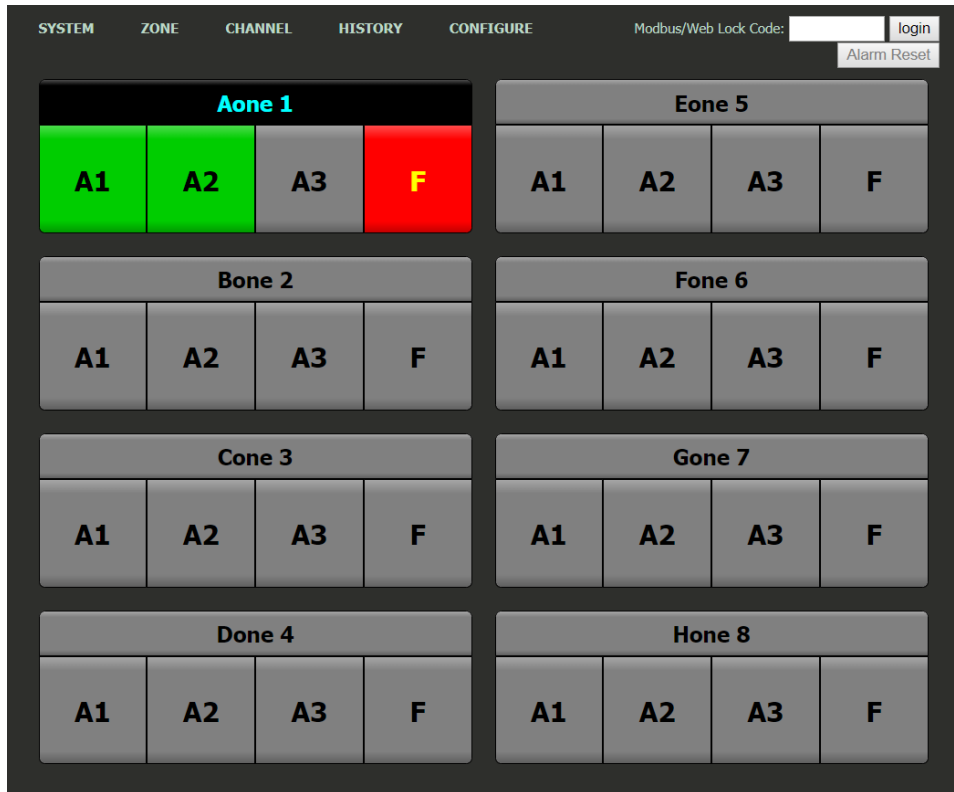 SYSTEM ZONE CHANNEL HISTORY CONFIGURE Modbus/Web Lock Code: login
Alarm Reset
Aone 1 Eone 5
A1 A2 A3 F A1 A2 A3 F
Bone 2 Fone 6
A1 A2 A3 F A1 A2 A3 F
Cone 3 Gone 7
A1 A2 A3 F A1 A2 A3 F
Done 4 Hone 8
A1 A2 A3 F A1 A2 A3 F